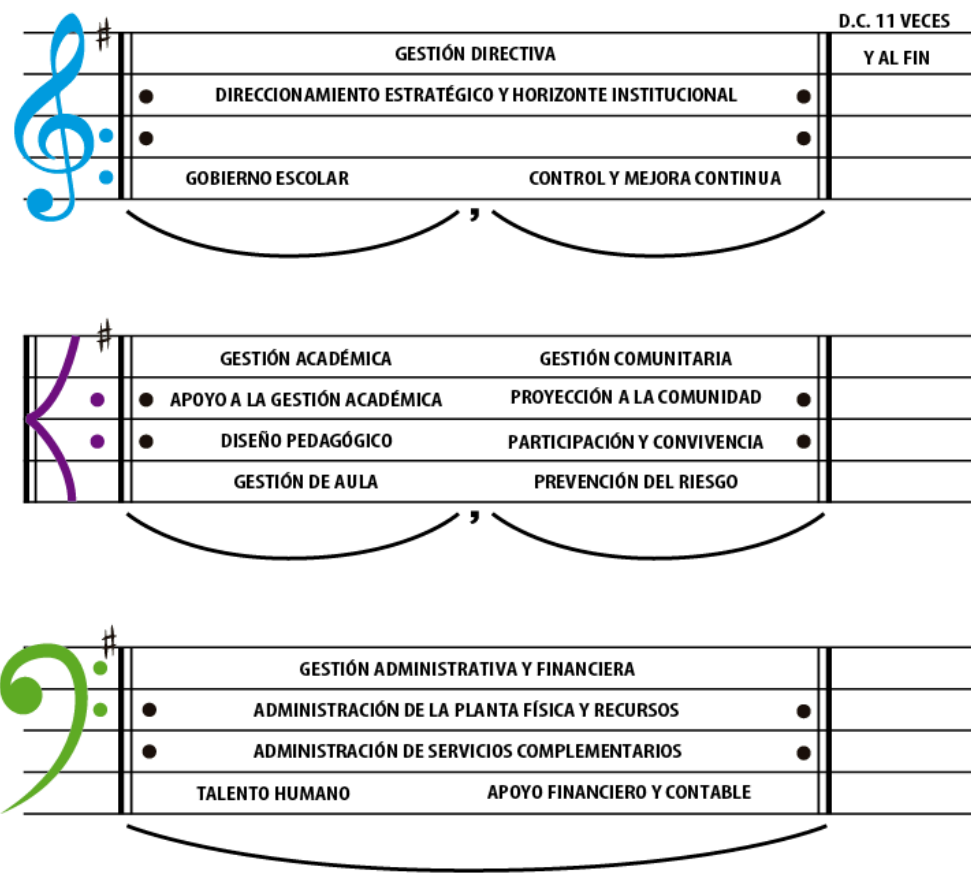 D.C. 11 VECES
Y AL FIN
GESTIÓN DIRECTIVA
DIRECCIONAMIENTO ESTRATÉGICO Y HORIZONTE INSTITUCIONAL
GOBIERNO ESCOLAR
CONTROL Y MEJORA CONTINUA
GESTIÓN ACADÉMICA
APOYO A LA GESTIÓN ACADÉMICA
DISEÑO PEDAGÓGICO
GESTIÓN DE AULA
GESTIÓN COMUNITARIA
PROYECCIÓN A LA COMUNIDAD
PARTICIPACIÓN Y CONVIVENCIA
PREVENCIÓN DEL RIESGO
GESTIÓN ADMINISTRATIVA Y FINANCIERA
ADMINISTRACIÓN DE LA PLANTA FÍSICA Y RECURSOS
ADMINISTRACIÓN DE SERVICIOS COMPLEMENTARIOS
TALENTO HUMANO
APOYO FINANCIERO Y CONTABLE